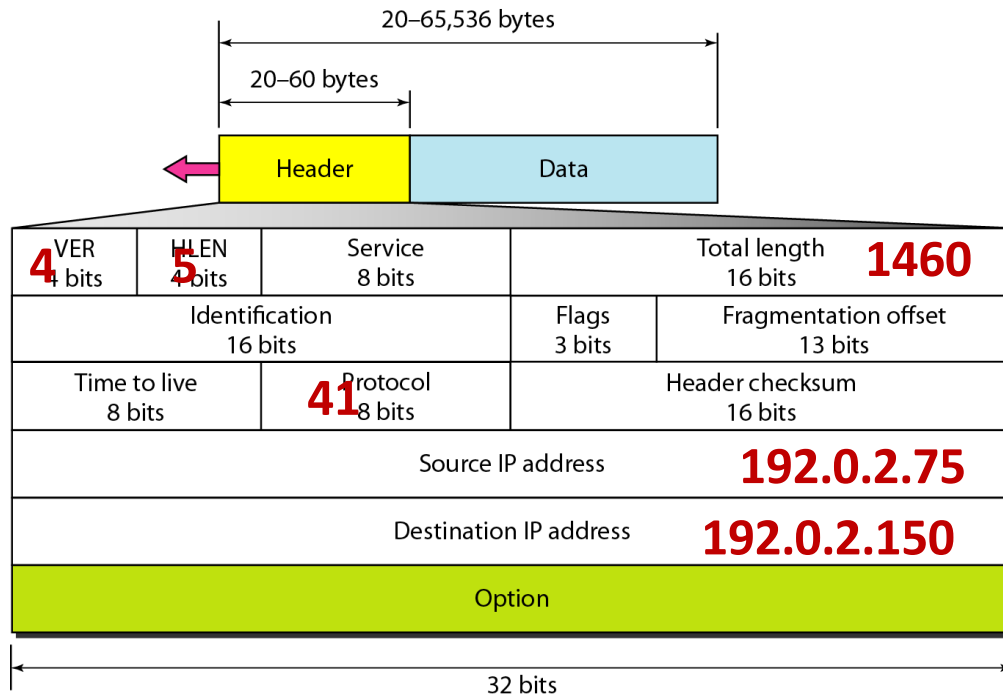 20–65,536 bytes
20–60 bytes
Header
Data
VER
4 bits
4
HLEN
4 bits
5
Service
8 bits
Total length
16 bits
1460
Identification
16 bits
Flags
3 bits
Fragmentation offset
13 bits
Time to live
8 bits
Protocol
8 bits
41
Header checksum
16 bits
Source IP address
192.0.2.75
Destination IP address
192.0.2.150
Option
32 bits